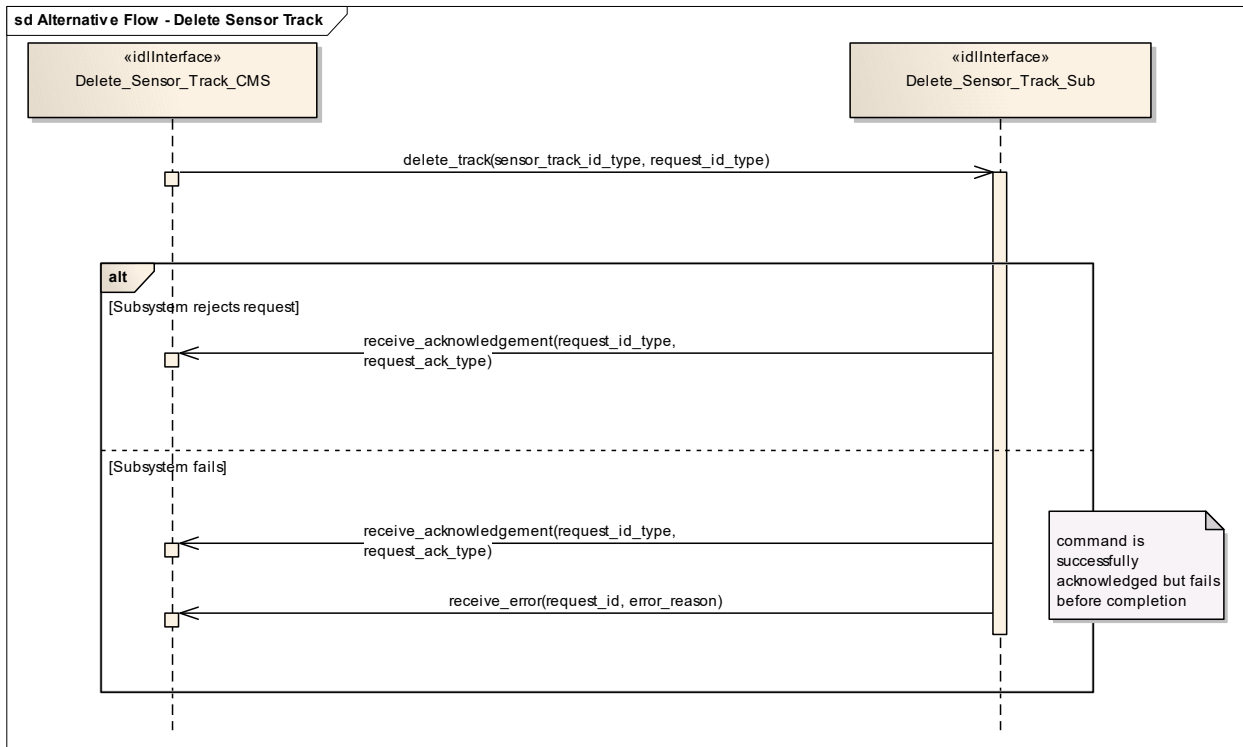 sd Alternative Flow - Delete Sensor Track
«idlInterface»
Delete_Sensor_Track_CMS
«idlInterface»
Delete_Sensor_Track_Sub
delete_track(sensor_track_id_type, request_id_type)
alt
[Subsystem rejects request]
receive_acknowledgement(request_id_type,
request_ack_type)
[Subsystem fails]
receive_acknowledgement(request_id_type,
request_ack_type)
command is
successfully
acknowledged but fails
before completion
receive_error(request_id, error_reason)